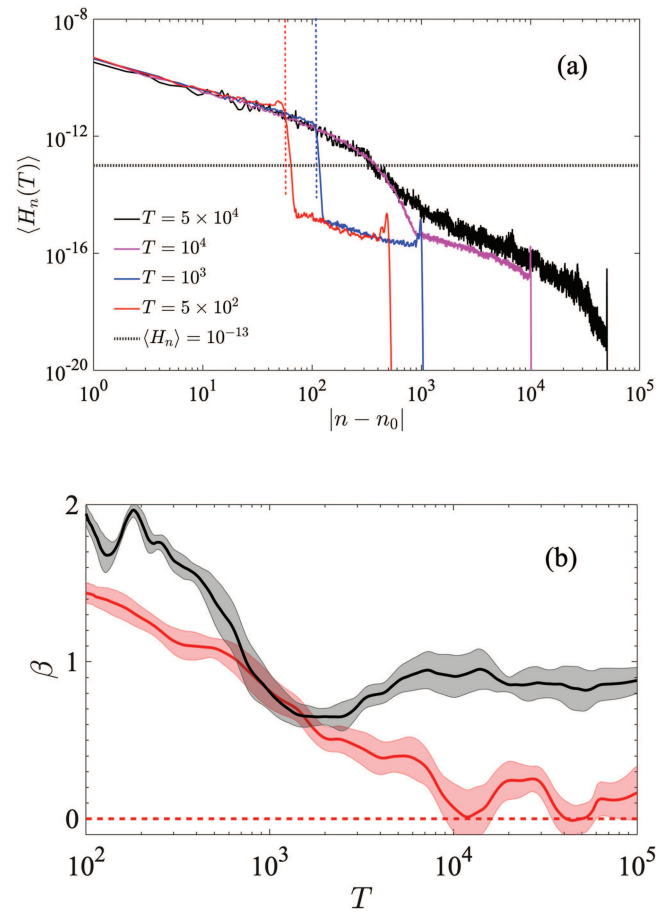 10^-8
(a)
10^-12
⟨H_n(T)⟩
T = 5 × 10^4
T = 10^4
10^-16
T = 10^3
T = 5 × 10^2
⟨H_n⟩ = 10^-13
10^-20
10^0 10^1 10^2 10^3 10^4 10^5
|n − n_0|
2
(b)
β
1
0
10^2 10^3 10^4 10^5
T